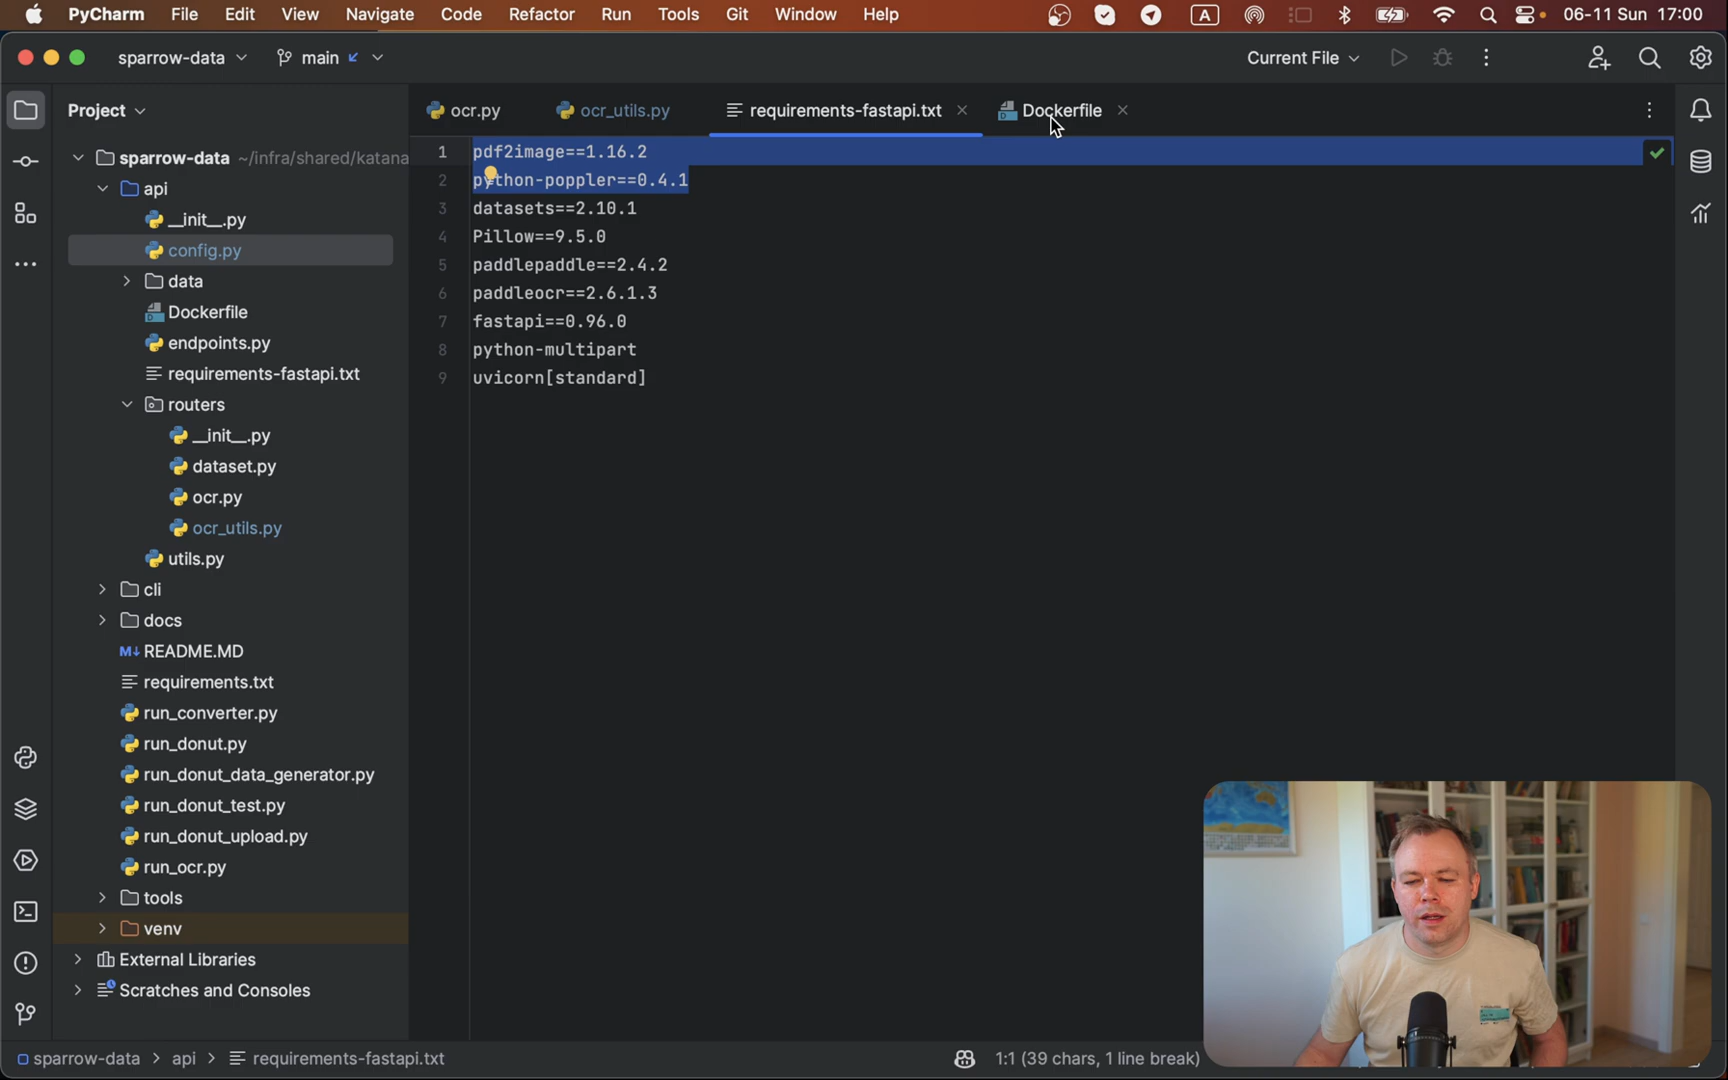 PyCharm File Edit View Navigate Code Refactor Run Tools Git Window Help A 06-11 Sun 17:00
sparrow-data main Current File
Project ocr.py ocr_utils.py requirements-fastapi.txt Dockerfile
sparrow-data ~/infra/shared/katana
api
__init__.py
config.py
data
Dockerfile
endpoints.py
requirements-fastapi.txt
routers
__init__.py
dataset.py
ocr.py
ocr_utils.py
utils.py
cli
docs
M↓ README.MD
requirements.txt
run_converter.py
run_donut.py
run_donut_data_generator.py
run_donut_test.py
run_donut_upload.py
run_ocr.py
tools
venv
External Libraries
Scratches and Consoles
1 pdf2image==1.16.2
2 python-poppler==0.4.1
3 datasets==2.10.1
4 Pillow==9.5.0
5 paddlepaddle==2.4.2
6 paddleocr==2.6.1.3
7 fastapi==0.96.0
8 python-multipart
9 uvicorn[standard]
sparrow-data > api > requirements-fastapi.txt 1:1 (39 chars, 1 line break)